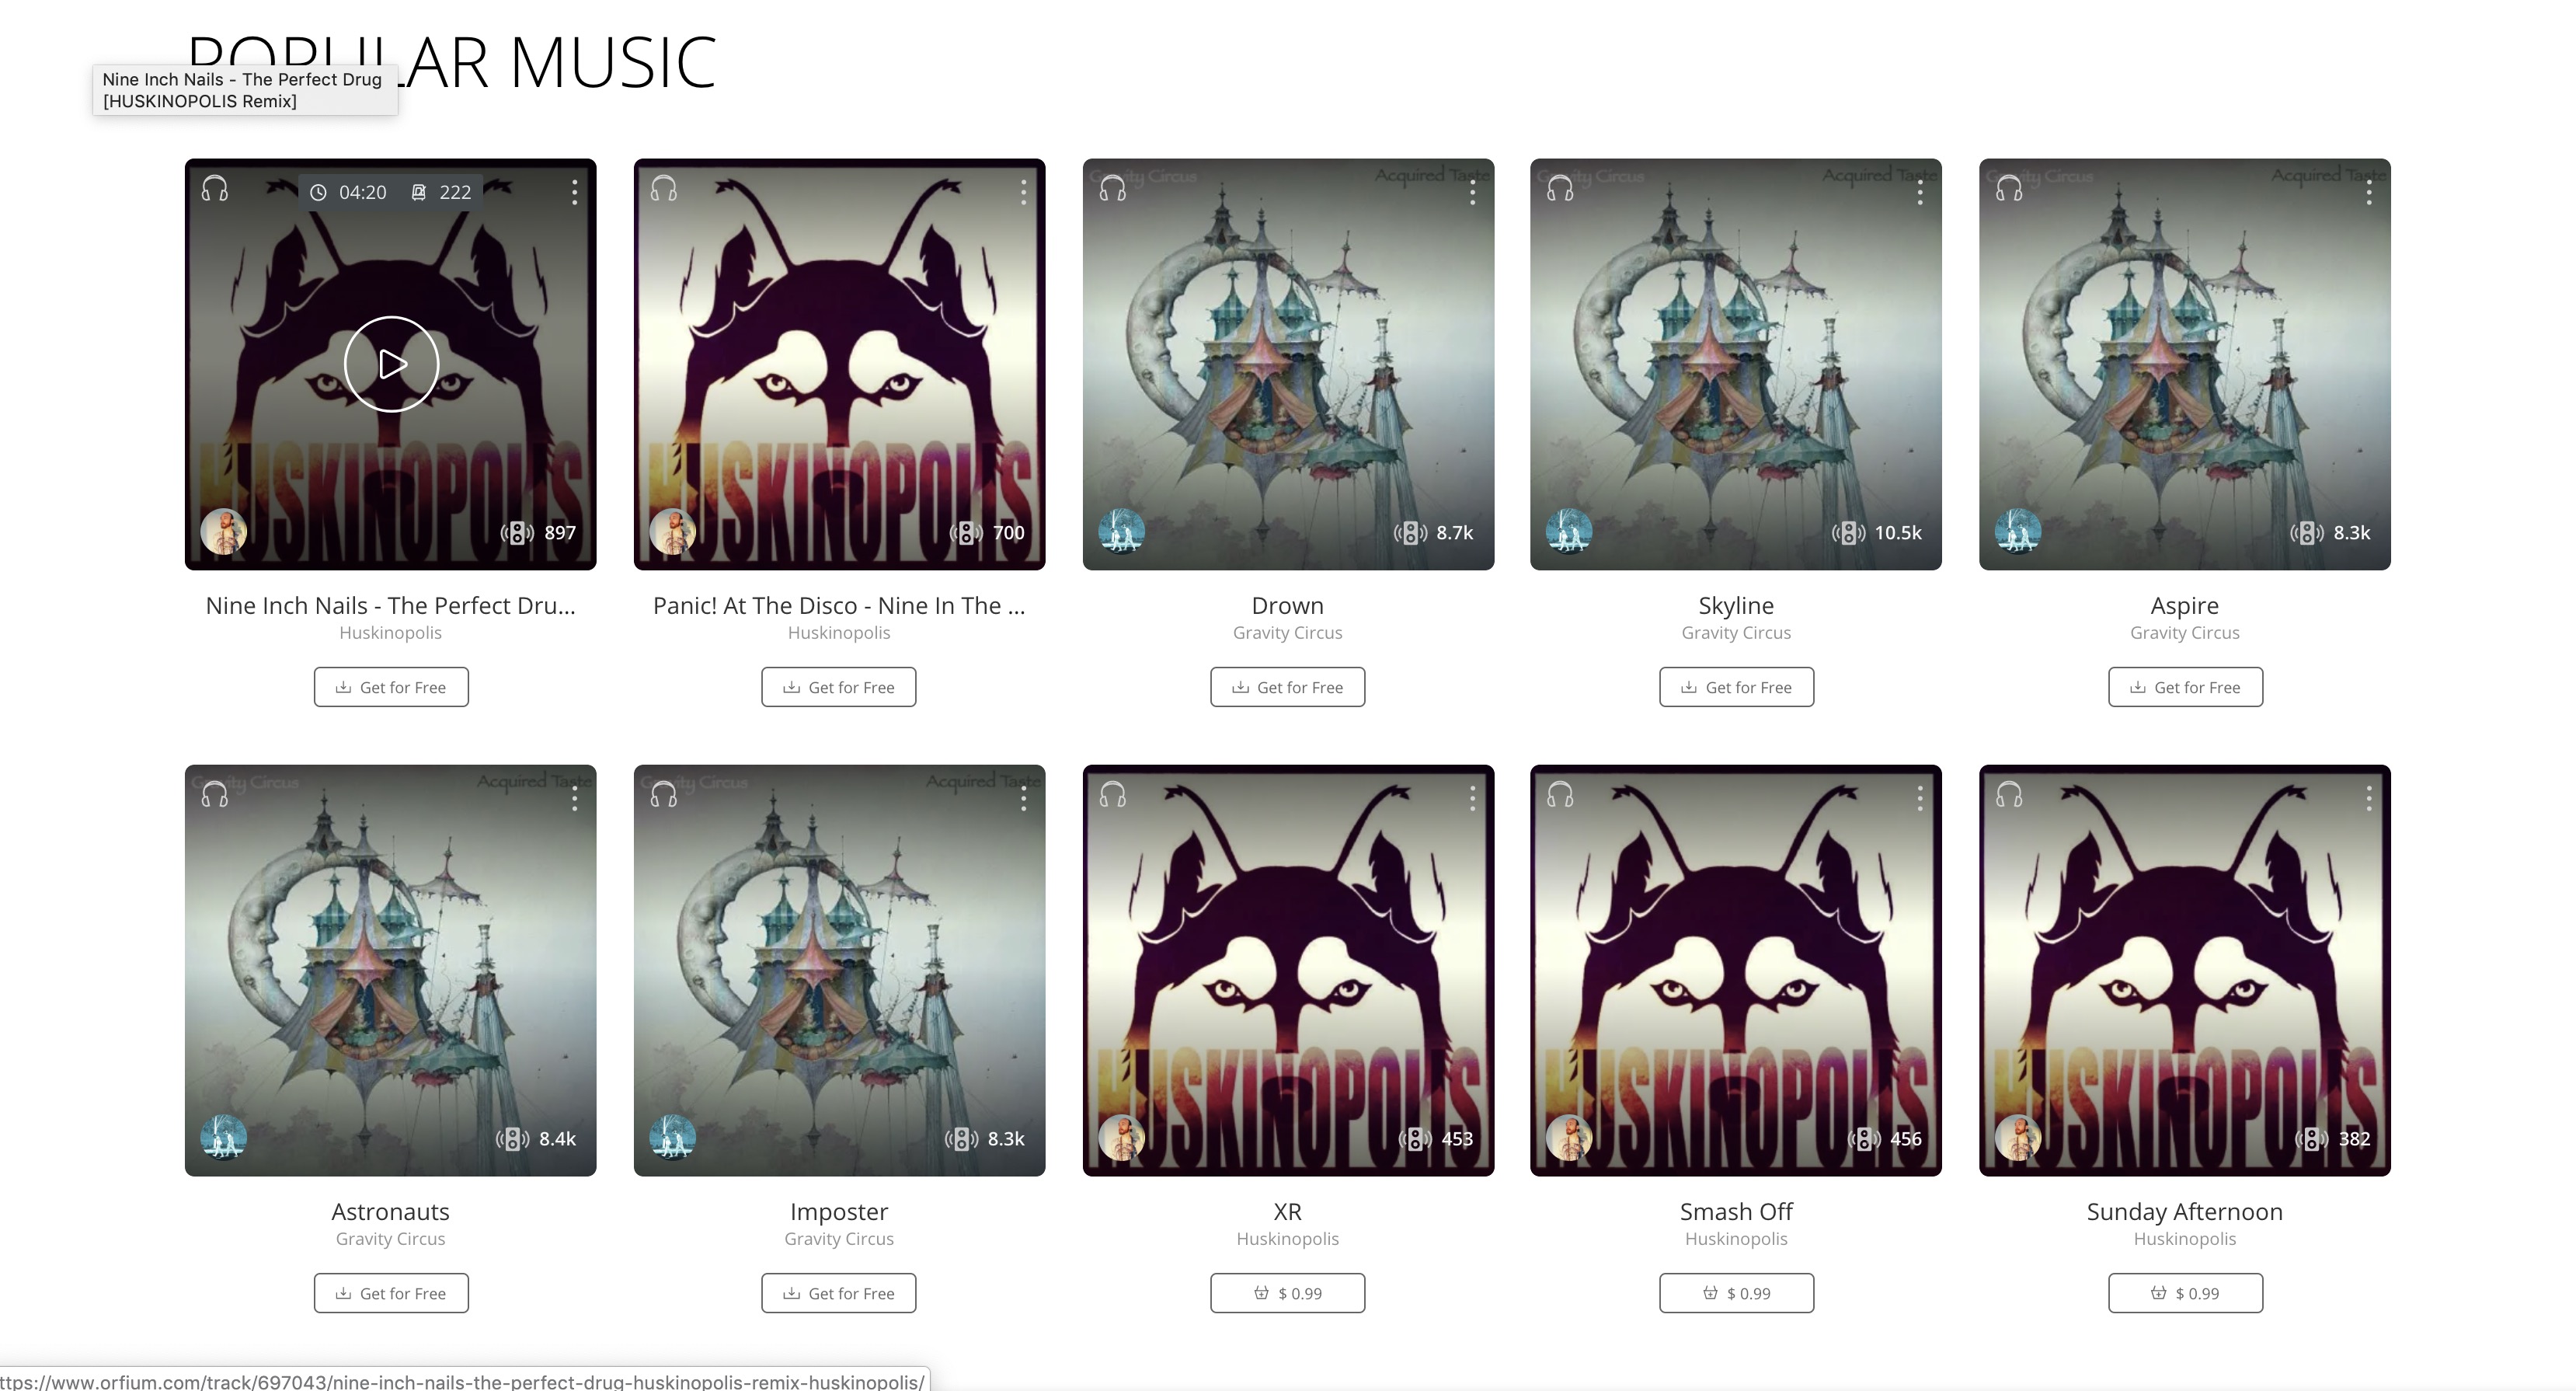 POPULAR MUSIC
Nine Inch Nails - The Perfect Drug
[HUSKINOPOLIS Remix]
04:20 222
HUSKINOPOLIS
897
HUSKINOPOLIS
700
Gravity Circus Acquired Taste
8.7k
Gravity Circus Acquired Taste
10.5k
Gravity Circus Acquired Taste
8.3k
Nine Inch Nails - The Perfect Dru...
Huskinopolis
Get for Free
Panic! At The Disco - Nine In The ...
Huskinopolis
Get for Free
Drown
Gravity Circus
Get for Free
Skyline
Gravity Circus
Get for Free
Aspire
Gravity Circus
Get for Free
Gravity Circus Acquired Taste
8.4k
Gravity Circus Acquired Taste
8.3k
HUSKINOPOLIS
453
HUSKINOPOLIS
456
HUSKINOPOLIS
382
Astronauts
Gravity Circus
Get for Free
Imposter
Gravity Circus
Get for Free
XR
Huskinopolis
$ 0.99
Smash Off
Huskinopolis
$ 0.99
Sunday Afternoon
Huskinopolis
$ 0.99
ttps://www.orfium.com/track/697043/nine-inch-nails-the-perfect-drug-huskinopolis-remix-huskinopolis/